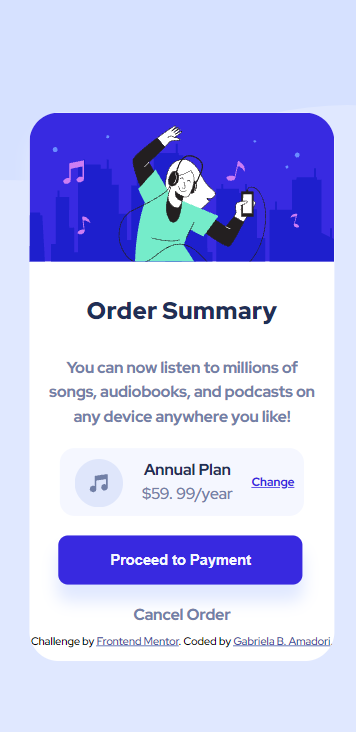 Order Summary
You can now listen to millions of
songs, audiobooks, and podcasts on
any device anywhere you like!
Annual Plan
$59. 99/year
Change
Proceed to Payment
Cancel Order
Challenge by Frontend Mentor. Coded by Gabriela B. Amadori.